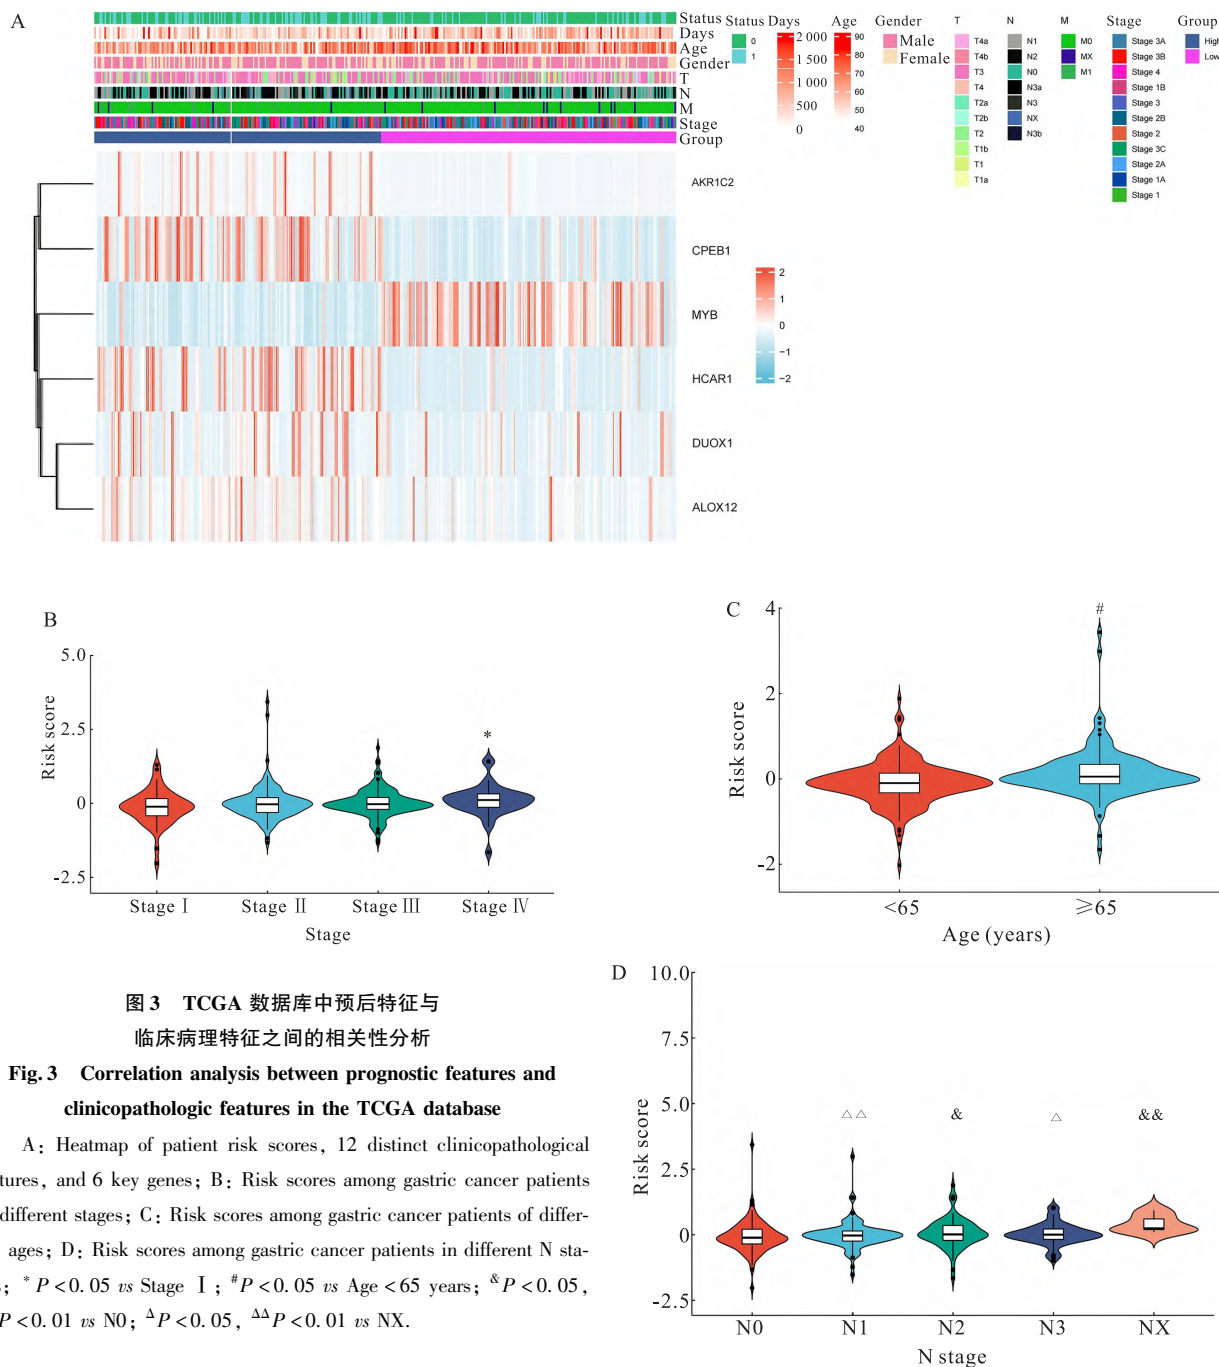 A
Status
Days
Age
Gender
T
N
M
Stage
Group
Status
0
1
Days
2 000
1 500
1 000
500
0
Age
90
80
70
60
50
40
Gender
Male
Female
T
T4a
T4b
T3
T4
T2a
T2b
T2
T1b
T1
T1a
N
N1
N2
N0
N3a
N3
NX
N3b
M
M0
MX
M1
Stage
Stage 3A
Stage 3B
Stage 4
Stage 1B
Stage 3
Stage 2B
Stage 2
Stage 3C
Stage 2A
Stage 1A
Stage 1
Group
High
Low
AKR1C2
CPEB1
MYB
HCAR1
DUOX1
ALOX12
2
1
0
−1
−2
B
5.0
2.5
0
-2.5
Risk score
*
Stage Ⅰ
Stage Ⅱ
Stage Ⅲ
Stage Ⅳ
Stage
C
4
2
0
-2
Risk score
#
<65
≥65
Age (years)
D
10.0
7.5
5.0
2.5
0
-2.5
Risk score
△△
&
△
&&
N0
N1
N2
N3
NX
N stage
图3 TCGA 数据库中预后特征与
临床病理特征之间的相关性分析
Fig. 3 Correlation analysis between prognostic features and
clinicopathologic features in the TCGA database
A: Heatmap of patient risk scores, 12 distinct clinicopathological
tures, and 6 key genes; B: Risk scores among gastric cancer patients
different stages; C: Risk scores among gastric cancer patients of differ-
ages; D: Risk scores among gastric cancer patients in different N sta-
; *P<0.05 vs Stage Ⅰ; #P<0.05 vs Age<65 years; &P<0.05,
P<0.01 vs N0; ΔP<0.05, ΔΔP<0.01 vs NX.